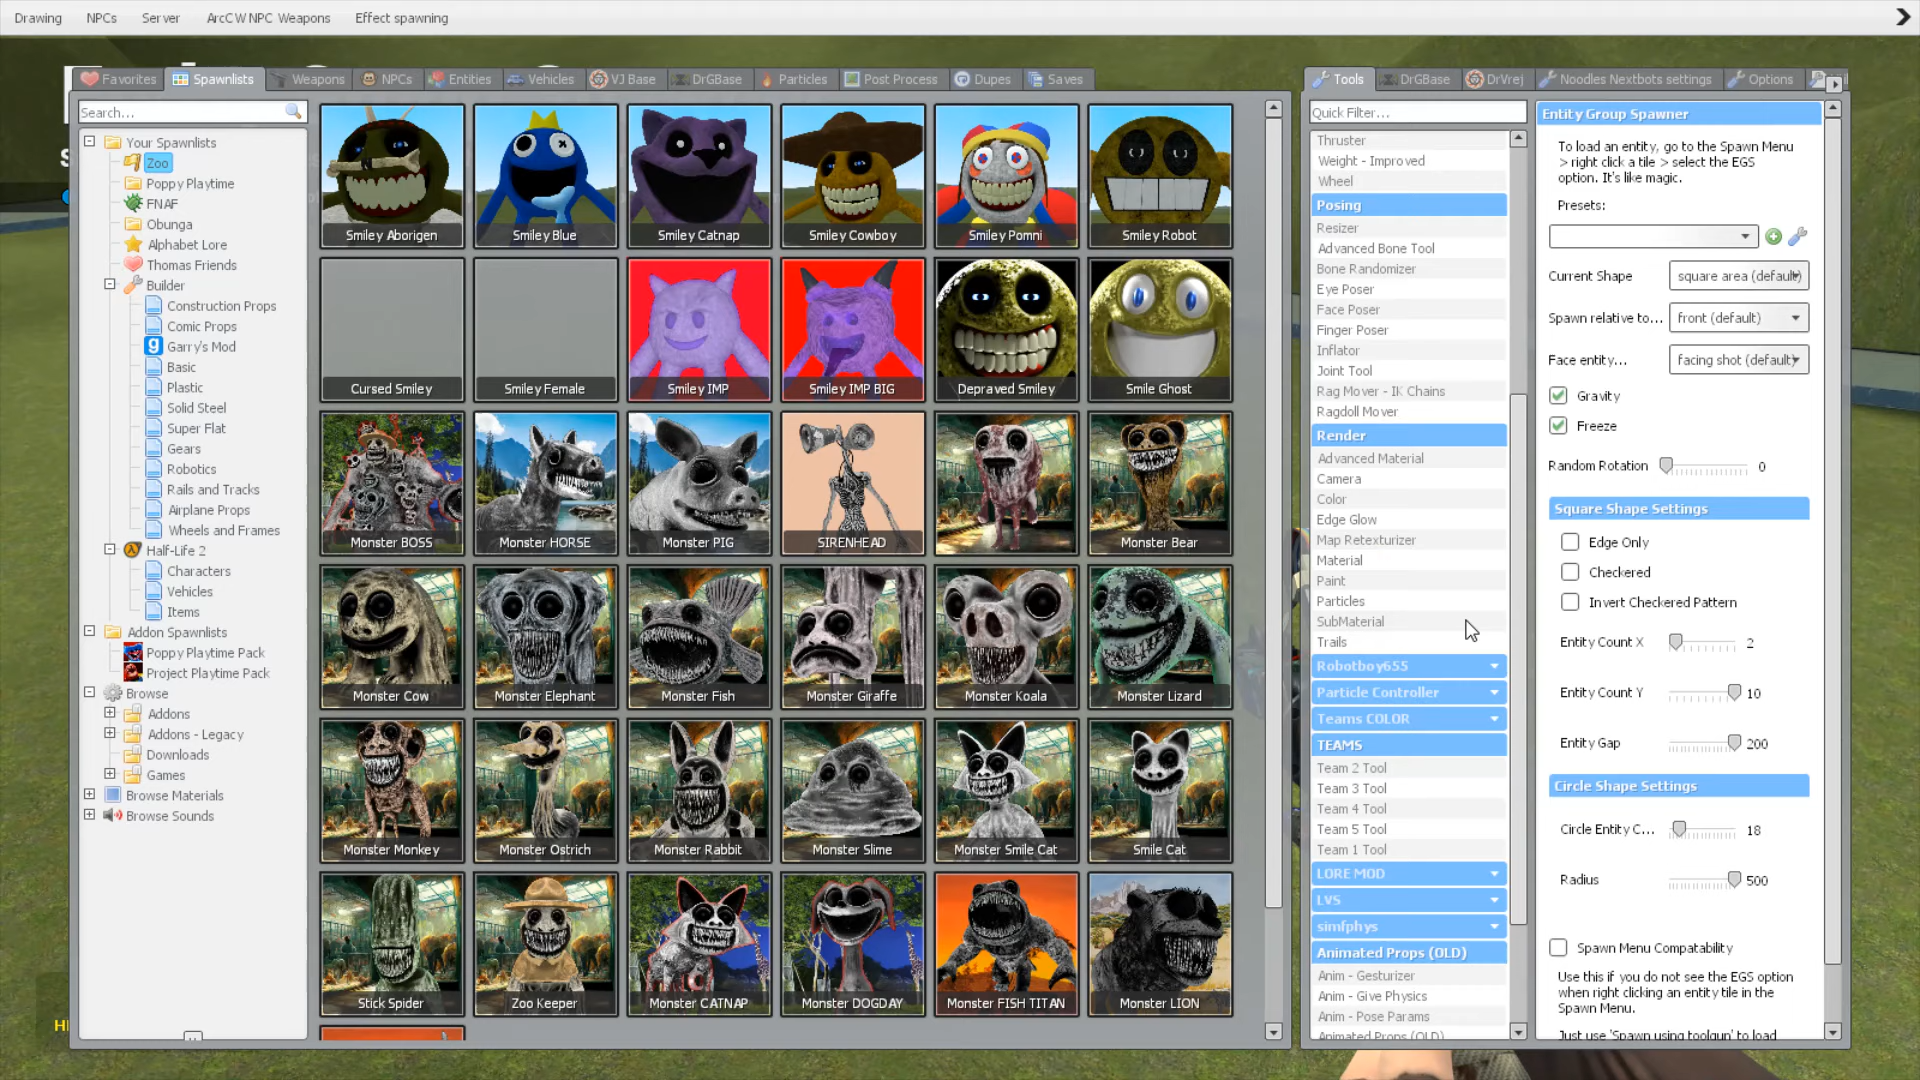 Drawing
NPCs
Server
ArcCW NPC Weapons
Effect spawning
Favorites
Spawnlists
Weapons
NPCs
Entities
Vehicles
VJ Base
DrGBase
Particles
Post Process
Dupes
Saves
Search...
Your Spawnlists
Zoo
Poppy Playtime
FNAF
Obunga
Alphabet Lore
Thomas Friends
Builder
Construction Props
Comic Props
Garry's Mod
Basic
Plastic
Solid Steel
Super Flat
Gears
Robotics
Rails and Tracks
Airplane Props
Wheels and Frames
Half-Life 2
Characters
Vehicles
Items
Addon Spawnlists
Poppy Playtime Pack
Project Playtime Pack
Browse
Addons
Addons - Legacy
Downloads
Games
Browse Materials
Browse Sounds
Smiley Aborigen
Smiley Blue
Smiley Catnap
Smiley Cowboy
Smiley Pomni
Smiley Robot
Cursed Smiley
Smiley Female
Smiley IMP
Smiley IMP BIG
Depraved Smiley
Smile Ghost
Monster BOSS
Monster HORSE
Monster PIG
SIRENHEAD
Monster Bear
Monster Cow
Monster Elephant
Monster Fish
Monster Giraffe
Monster Koala
Monster Lizard
Monster Monkey
Monster Ostrich
Monster Rabbit
Monster Slime
Monster Smile Cat
Smile Cat
Stick Spider
Zoo Keeper
Monster CATNAP
Monster DOGDAY
Monster FISH TITAN
Monster LION
Tools
DrGBase
DrVrej
Noodles Nextbots settings
Options
Quick Filter...
Thruster
Weight - Improved
Wheel
Posing
Resizer
Advanced Bone Tool
Bone Randomizer
Eye Poser
Face Poser
Finger Poser
Inflator
Joint Tool
Rag Mover - IK Chains
Ragdoll Mover
Render
Advanced Material
Camera
Color
Edge Glow
Map Retexturizer
Material
Paint
Particles
SubMaterial
Trails
Robotboy655
Particle Controller
Teams COLOR
TEAMS
Team 2 Tool
Team 3 Tool
Team 4 Tool
Team 5 Tool
Team 1 Tool
LORE MOD
LVS
simfphys
Animated Props (OLD)
Anim - Gesturizer
Anim - Give Physics
Anim - Pose Params
Animated Props (OLD)
Entity Group Spawner
To load an entity, go to the Spawn Menu
> right click a tile > select the EGS
option. It's like magic.
Presets:
Current Shape
square area (default)
Spawn relative to...
front (default)
Face entity...
facing shot (default)
Gravity
Freeze
Random Rotation
0
Square Shape Settings
Edge Only
Checkered
Invert Checkered Pattern
Entity Count X
2
Entity Count Y
10
Entity Gap
200
Circle Shape Settings
Circle Entity C...
18
Radius
500
Spawn Menu Compatability
Use this if you do not see the EGS option
when right clicking an entity tile in the
Spawn Menu.
Just use 'Spawn using toolgun' to load